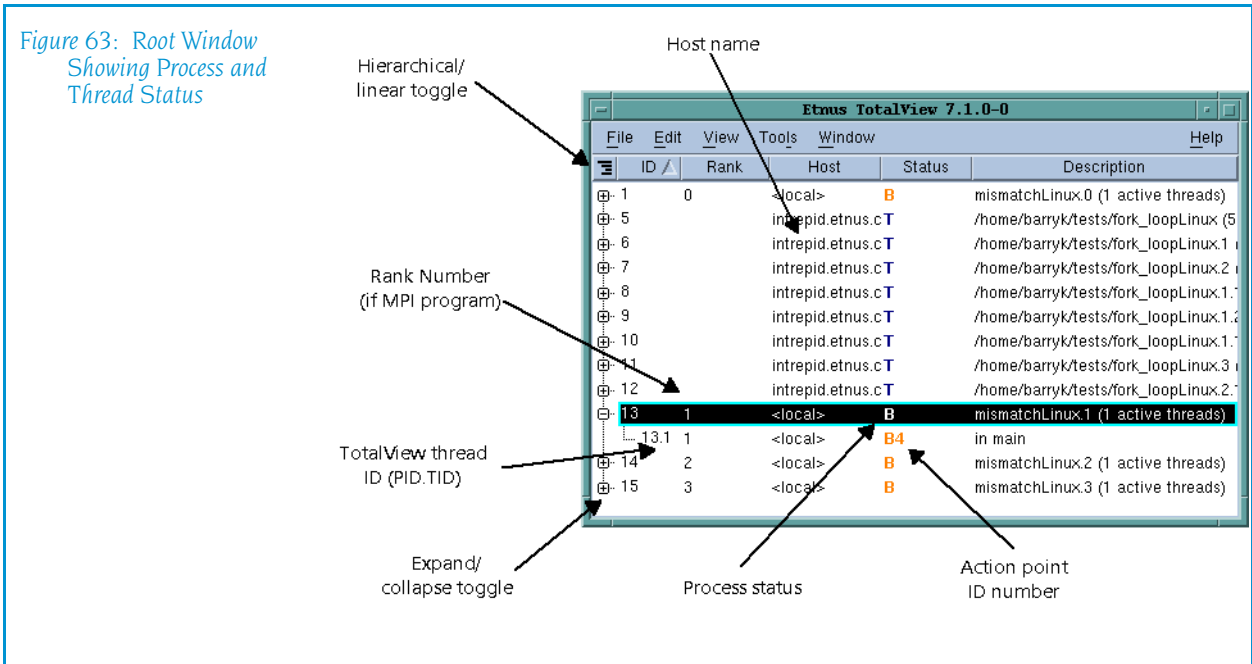 Figure 63: Root Window
Showing Process and
Thread Status
Host name
Hierarchical/
linear toggle
Etnus TotalView 7.1.0-0
File Edit View Tools Window Help
ID Rank Host Status Description
1 0 <local> B mismatchLinux.0 (1 active threads)
5 intrepid.etnus.c T /home/barryk/tests/fork_loopLinux (5
6 intrepid.etnus.c T /home/barryk/tests/fork_loopLinux.1
7 intrepid.etnus.c T /home/barryk/tests/fork_loopLinux.2
8 intrepid.etnus.c T /home/barryk/tests/fork_loopLinux.1.
9 intrepid.etnus.c T /home/barryk/tests/fork_loopLinux.1.2
10 intrepid.etnus.c T /home/barryk/tests/fork_loopLinux.1.
11 intrepid.etnus.c T /home/barryk/tests/fork_loopLinux.3
12 intrepid.etnus.c T /home/barryk/tests/fork_loopLinux.2.
13 1 <local> B mismatchLinux.1 (1 active threads)
13.1 1 <local> B4 in main
14 2 <local> B mismatchLinux.2 (1 active threads)
15 3 <local> B mismatchLinux.3 (1 active threads)
Rank Number
(if MPI program)
TotalView thread
ID (PID.TID)
Expand/
collapse toggle
Process status
Action point
ID number